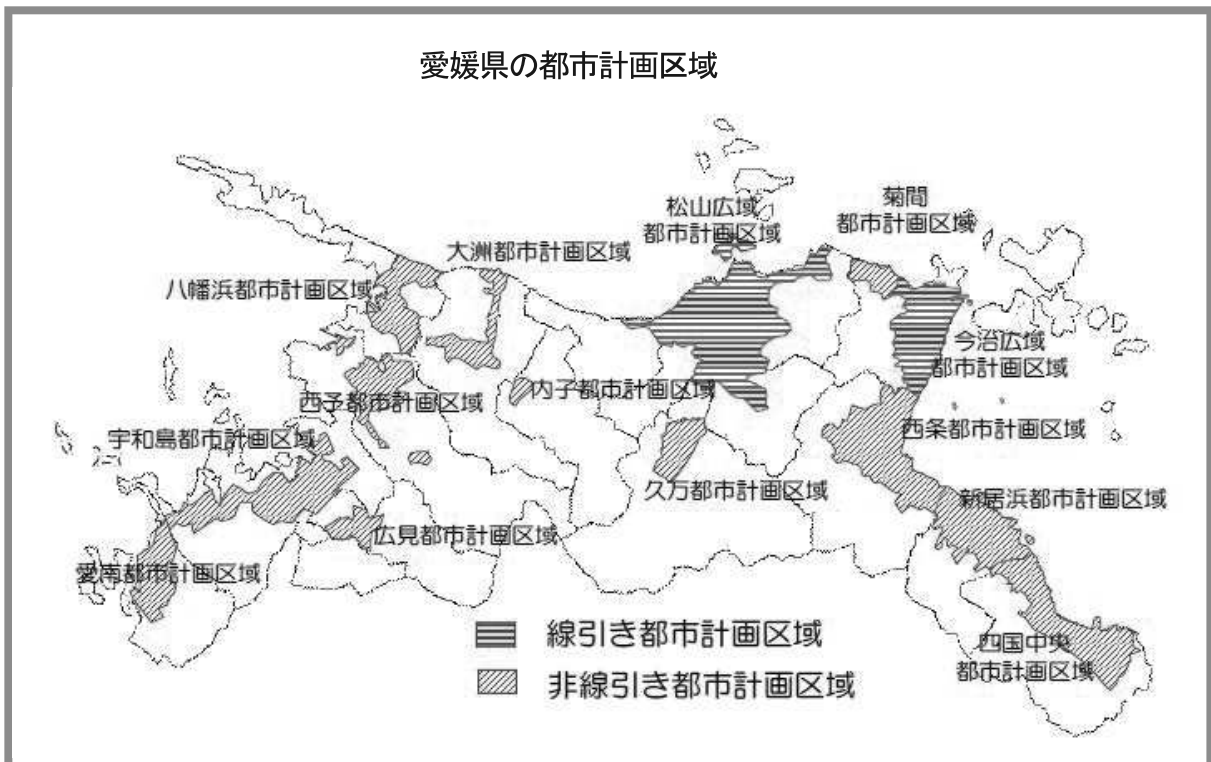 愛媛県の都市計画区域
松山広域
都市計画区域
菊間
都市計画区域
大洲都市計画区域
八幡浜都市計画区域
今治広域
都市計画区域
西予都市計画区域
内子都市計画区域
宇和島都市計画区域
西条都市計画区域
久万都市計画区域
新居浜都市計画区域
広見都市計画区域
愛南都市計画区域
四国中央
都市計画区域
線引き都市計画区域
非線引き都市計画区域